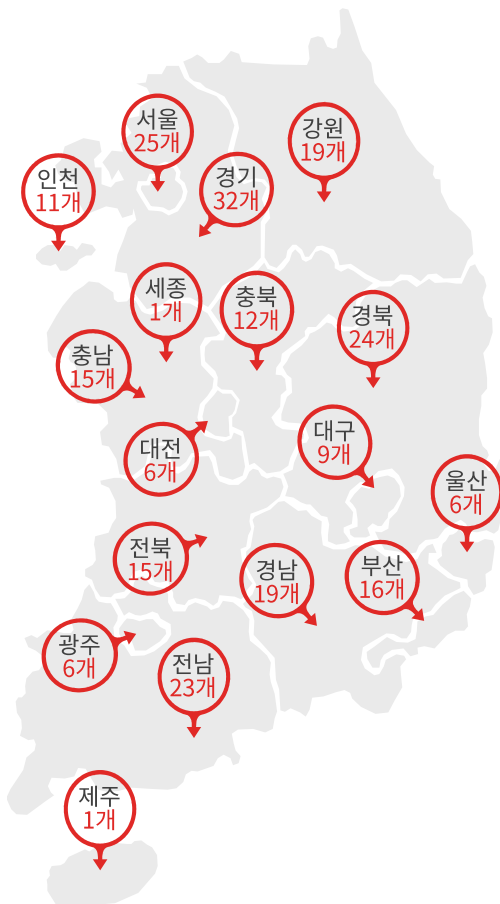 서울
25개
강원
19개
인천
11개
경기
32개
세종
1개
충북
12개
경북
24개
충남
15개
대전
6개
대구
9개
울산
6개
전북
15개
경남
19개
부산
16개
광주
6개
전남
23개
제주
1개